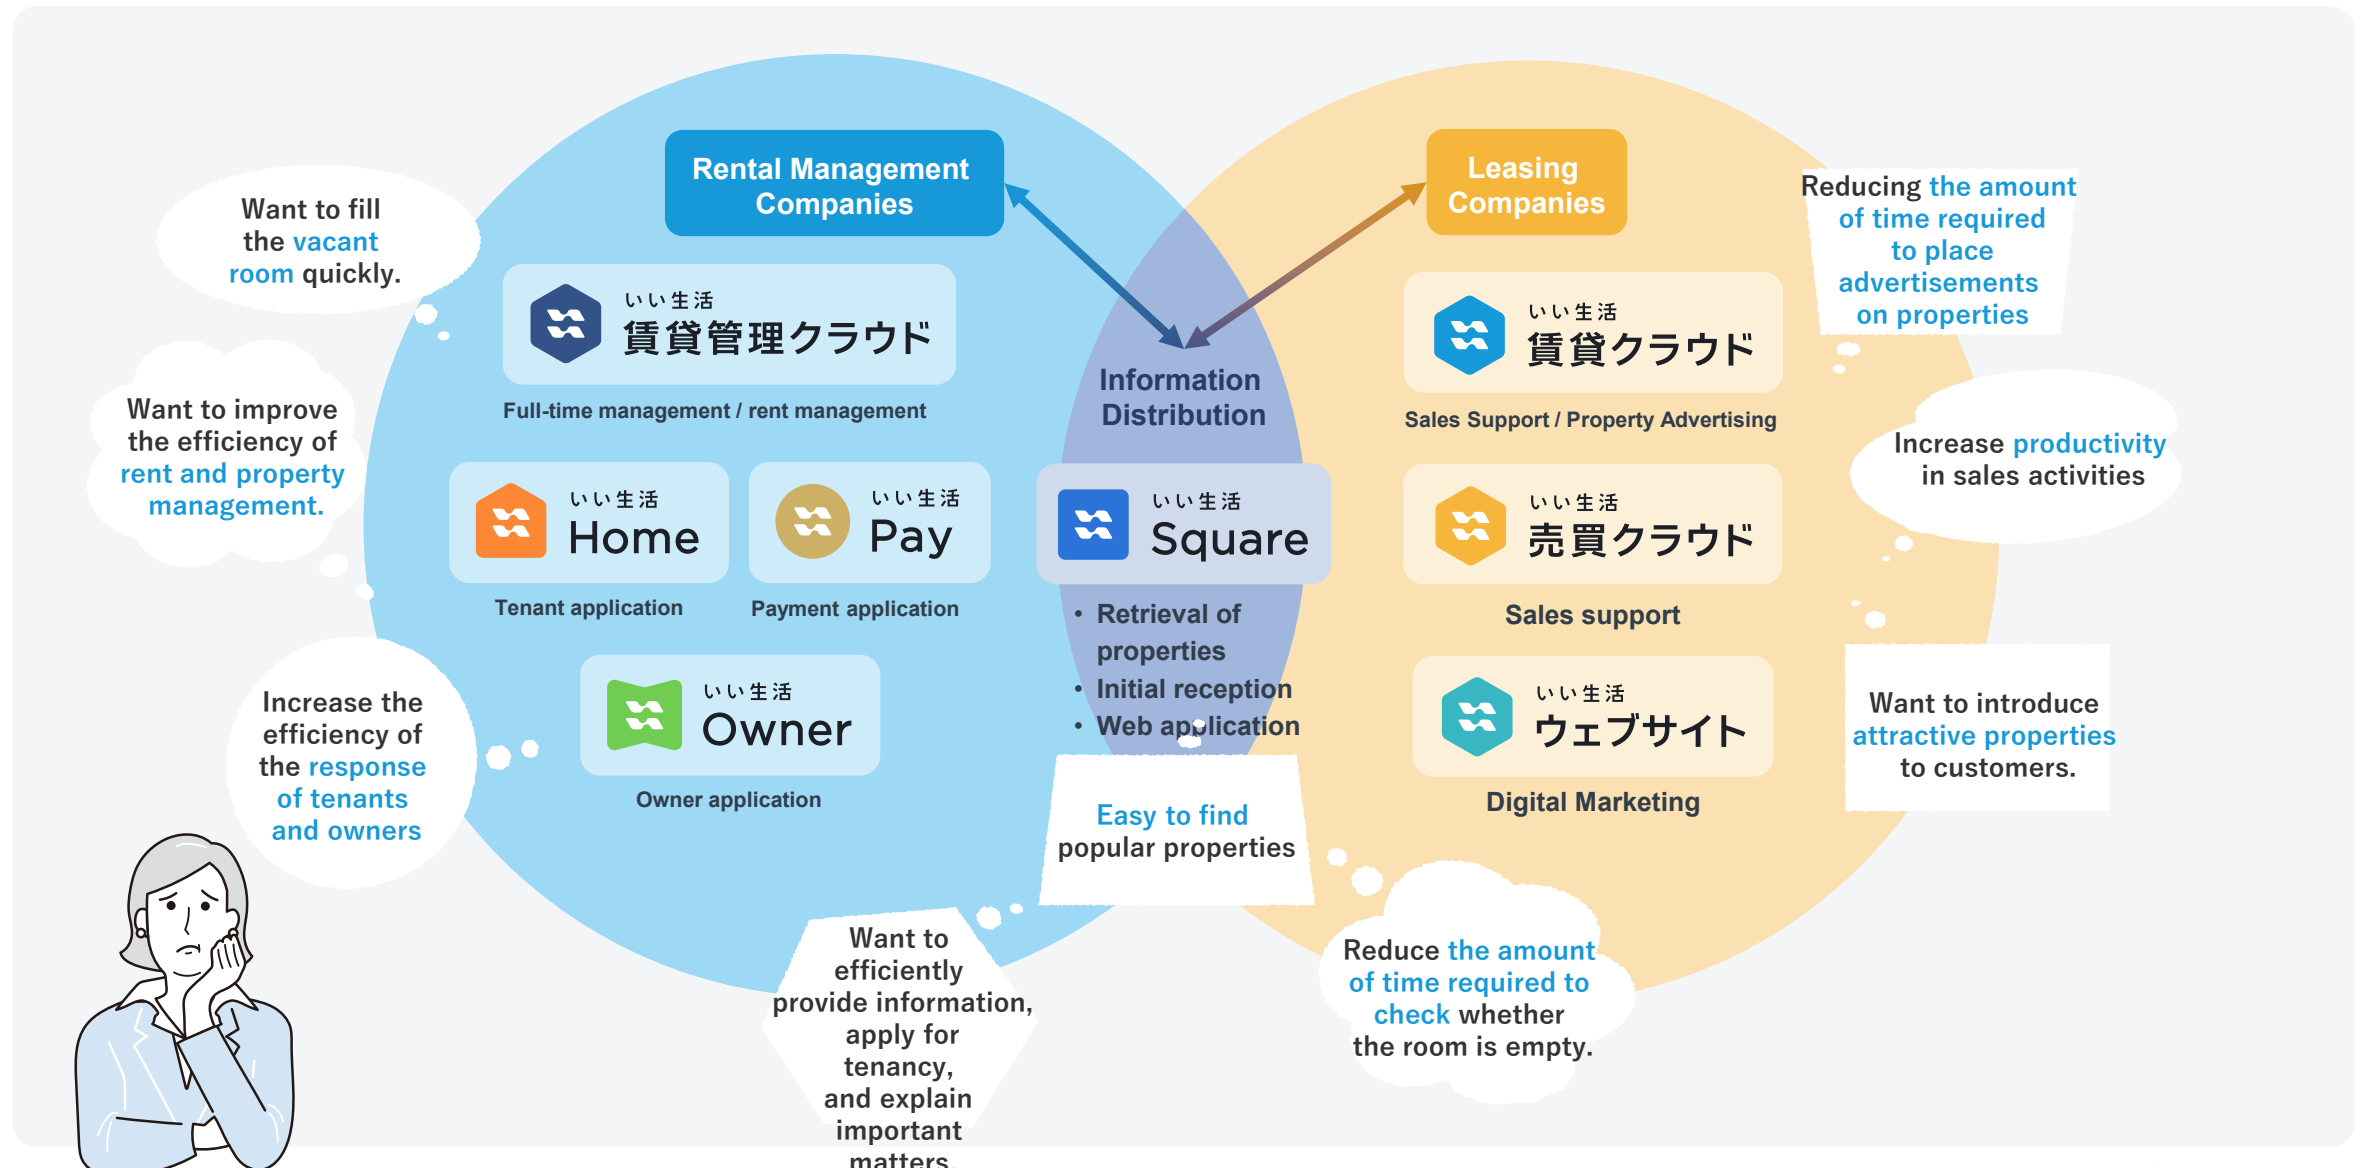 Rental Management
Companies
Leasing
Companies
Want to fill
the vacant
room quickly.
Want to improve
the efficiency of
rent and property
management.
Increase the
efficiency of
the response
of tenants
and owners
いい生活
賃貸管理クラウド
Full-time management / rent management
いい生活
Home
Tenant application
いい生活
Pay
Payment application
いい生活
Owner
Owner application
Information
Distribution
いい生活
Square
• Retrieval of
properties
• Initial reception
• Web application
Easy to find
popular properties
Want to
efficiently
provide information,
apply for
tenancy,
and explain
important
matters.
いい生活
賃貸クラウド
Sales Support / Property Advertising
いい生活
売買クラウド
Sales support
いい生活
ウェブサイト
Digital Marketing
Reducing the amount
of time required
to place
advertisements
on properties
Increase productivity
in sales activities
Want to introduce
attractive properties
to customers.
Reduce the amount
of time required to
check whether
the room is empty.